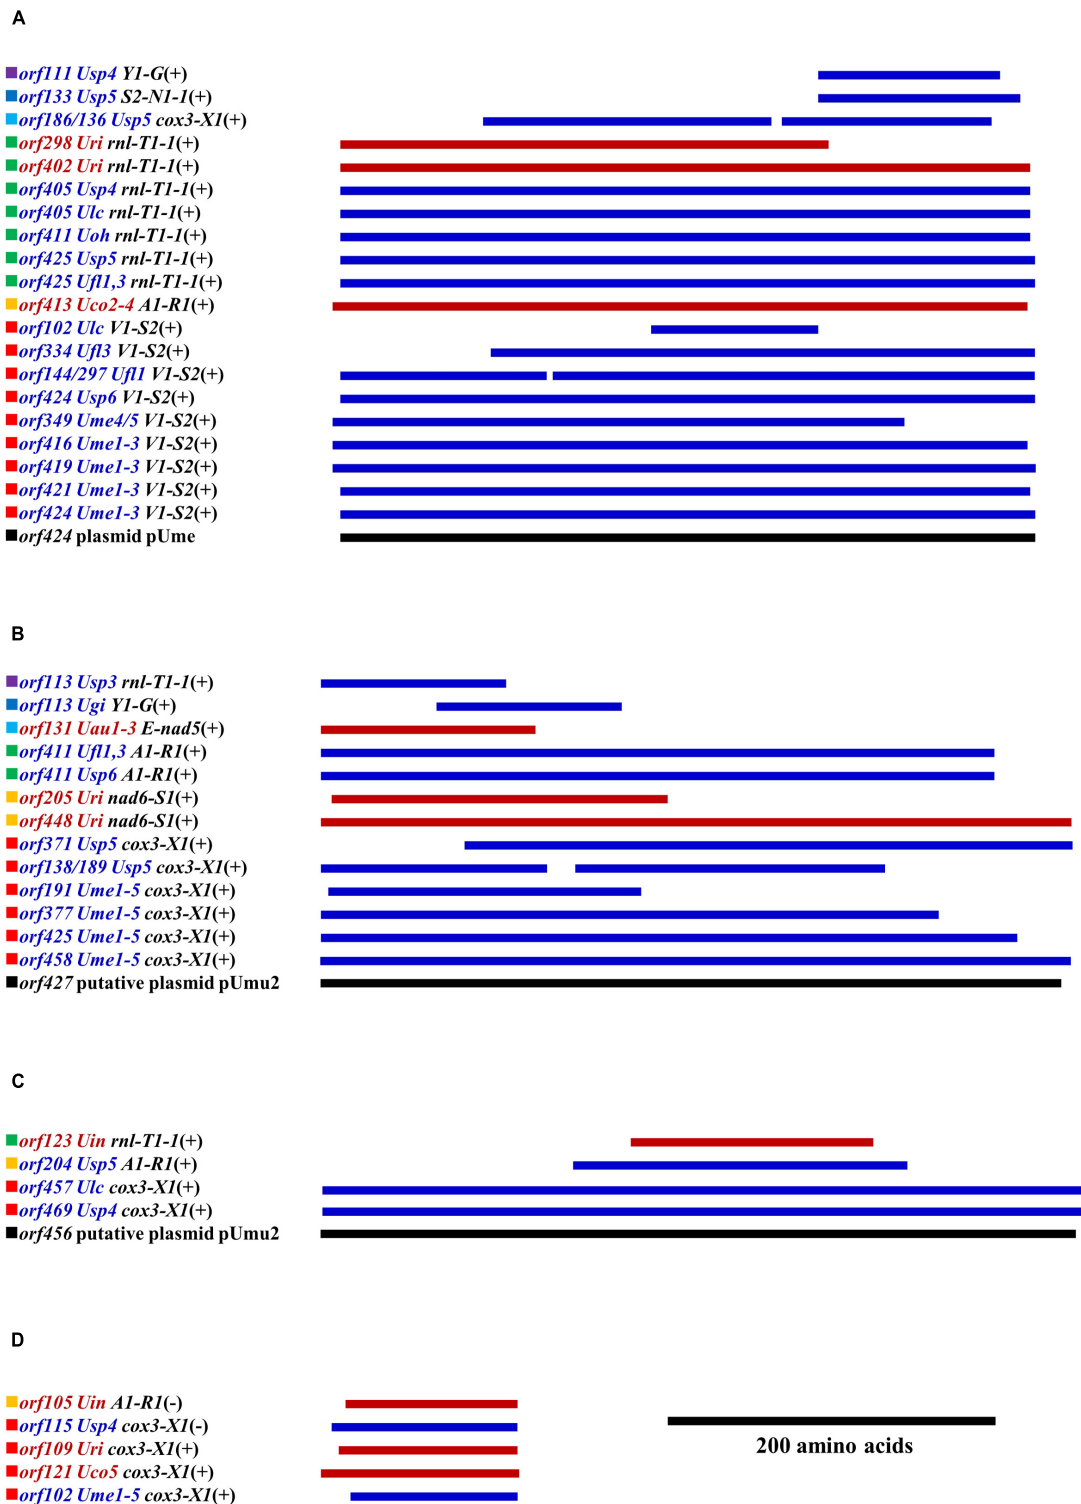 A
orf111 Usp4 Y1-G(+)
orf133 Usp5 S2-N1-1(+)
orf186/136 Usp5 cox3-X1(+)
orf298 Uri rnl-T1-1(+)
orf402 Uri rnl-T1-1(+)
orf405 Usp4 rnl-T1-1(+)
orf405 Ulc rnl-T1-1(+)
orf411 Uoh rnl-T1-1(+)
orf425 Usp5 rnl-T1-1(+)
orf425 Ufl1,3 rnl-T1-1(+)
orf413 Uco2-4 A1-R1(+)
orf102 Ulc V1-S2(+)
orf334 Ufl3 V1-S2(+)
orf144/297 Ufl1 V1-S2(+)
orf424 Usp6 V1-S2(+)
orf349 Ume4/5 V1-S2(+)
orf416 Ume1-3 V1-S2(+)
orf419 Ume1-3 V1-S2(+)
orf421 Ume1-3 V1-S2(+)
orf424 Ume1-3 V1-S2(+)
orf424 plasmid pUme
B
orf113 Usp3 rnl-T1-1(+)
orf113 Ugi Y1-G(+)
orf131 Uau1-3 E-nad5(+)
orf411 Ufl1,3 A1-R1(+)
orf411 Usp6 A1-R1(+)
orf205 Uri nad6-S1(+)
orf448 Uri nad6-S1(+)
orf371 Usp5 cox3-X1(+)
orf138/189 Usp5 cox3-X1(+)
orf191 Ume1-5 cox3-X1(+)
orf377 Ume1-5 cox3-X1(+)
orf425 Ume1-5 cox3-X1(+)
orf458 Ume1-5 cox3-X1(+)
orf427 putative plasmid pUmu2
C
orf123 Uin rnl-T1-1(+)
orf204 Usp5 A1-R1(+)
orf457 Ulc cox3-X1(+)
orf469 Usp4 cox3-X1(+)
orf456 putative plasmid pUmu2
D
orf105 Uin A1-R1(-)
orf115 Usp4 cox3-X1(-)
orf109 Uri cox3-X1(+)
orf121 Uco5 cox3-X1(+)
orf102 Ume1-5 cox3-X1(+)
200 amino acids